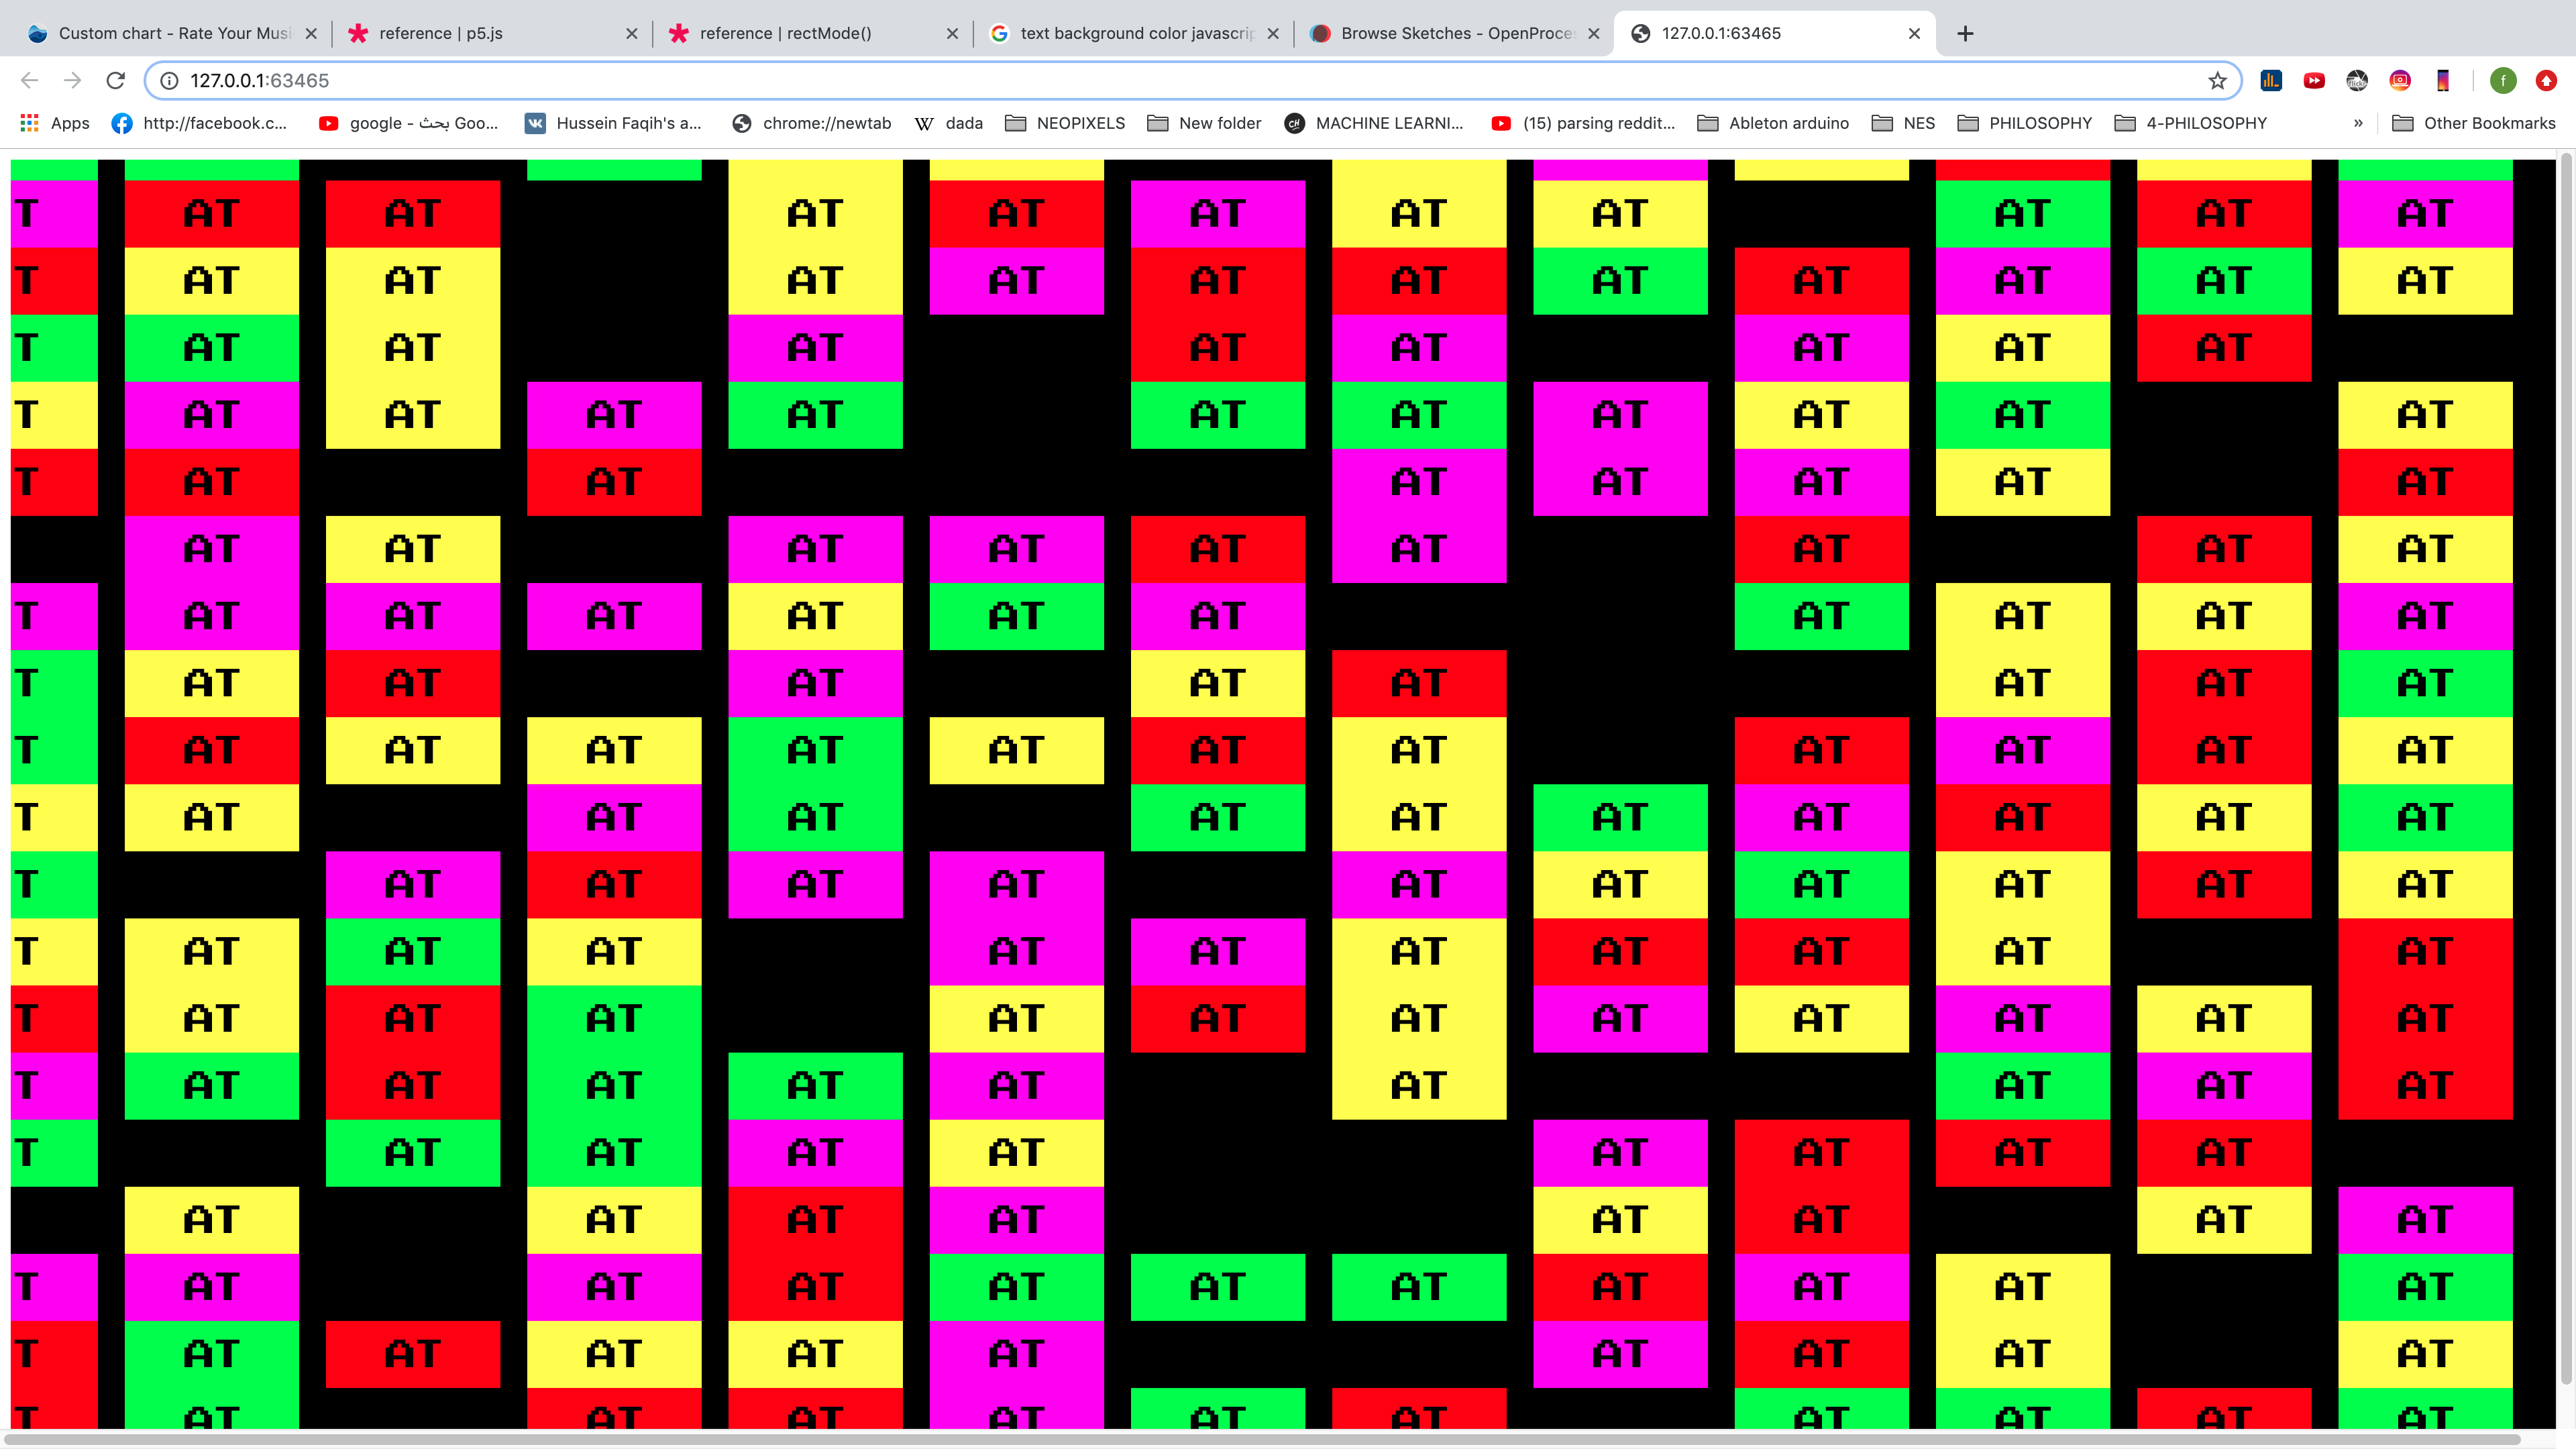 Custom chart - Rate Your Musi reference | p5.js reference | rectMode() text background color javascrip Browse Sketches - OpenProces 127.0.0.1:63465
127.0.0.1:63465 f
Apps http://facebook.c... google - بحث Goo... Hussein Faqih's a... chrome://newtab W dada NEOPIXELS New folder CH MACHINE LEARNI... (15) parsing reddit... Ableton arduino NES PHILOSOPHY 4-PHILOSOPHY » Other Bookmarks
T AT AT AT AT AT AT AT AT AT AT
T AT AT AT AT AT AT AT AT AT AT AT
T AT AT AT AT AT AT AT AT
T AT AT AT AT AT AT AT AT AT AT
T AT AT AT AT AT AT AT
AT AT AT AT AT AT AT AT AT
T AT AT AT AT AT AT AT AT AT AT
T AT AT AT AT AT AT AT AT
T AT AT AT AT AT AT AT AT AT AT AT
T AT AT AT AT AT AT AT AT AT AT
T AT AT AT AT AT AT AT AT AT AT
T AT AT AT AT AT AT AT AT AT AT
T AT AT AT AT AT AT AT AT AT AT AT
T AT AT AT AT AT AT AT AT AT
T AT AT AT AT AT AT AT AT
AT AT AT AT AT AT AT AT
T AT AT AT AT AT AT AT AT AT AT
T AT AT AT AT AT AT AT AT AT
T AT AT AT AT AT AT AT AT AT AT